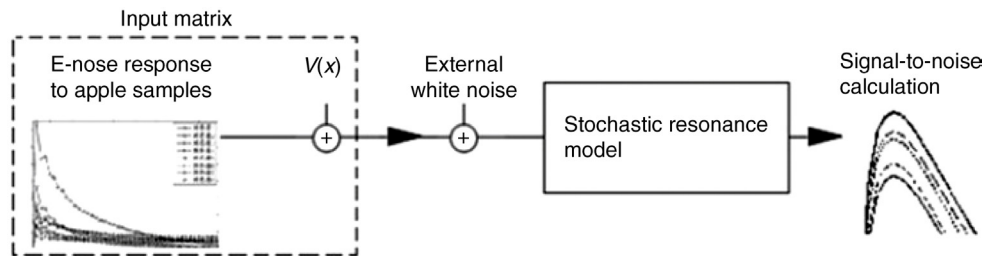 Input matrix
E-nose response
to apple samples
V(x)
+
External
white noise
+
Stochastic resonance
model
Signal-to-noise
calculation